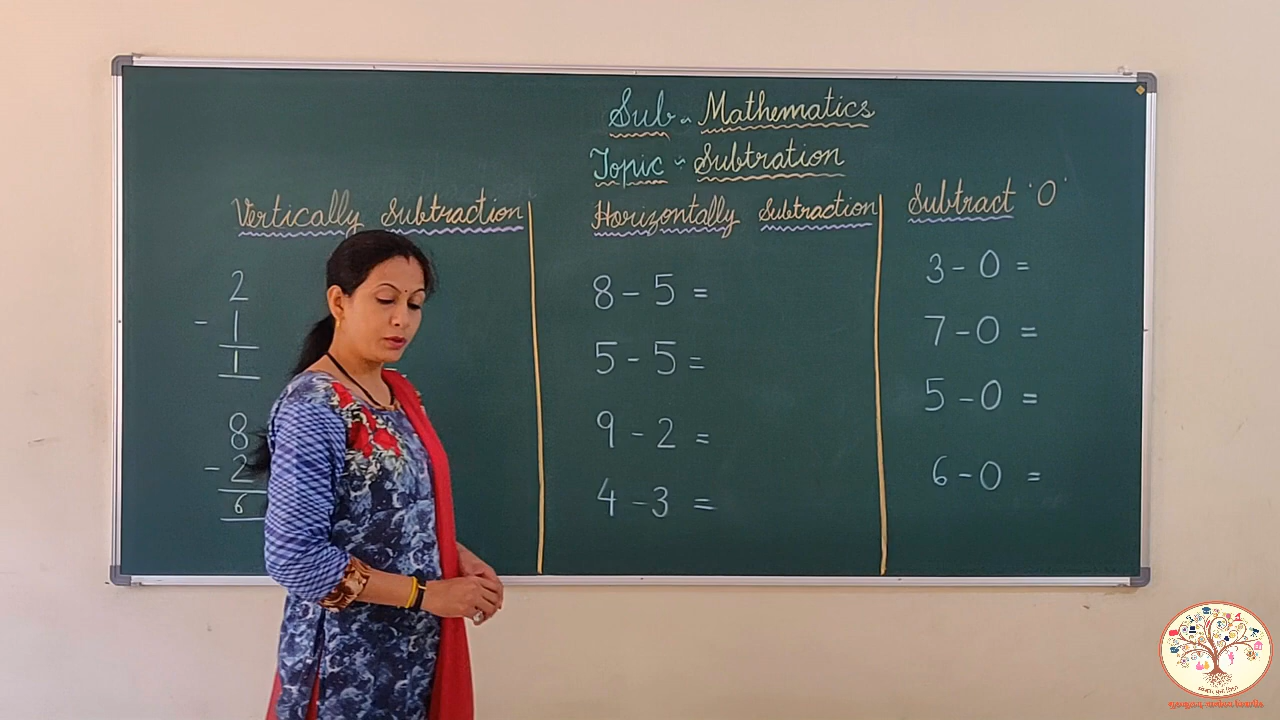 Sub ~ Mathematics
Topic ~ Subtration
Vertically Subtraction
2
- 1
1
8
- 2
6
Horizontally Subtraction
8 - 5 =
5 - 5 =
9 - 2 =
4 - 3 =
Subtract '0'
3 - 0 =
7 - 0 =
5 - 0 =
6 - 0 =